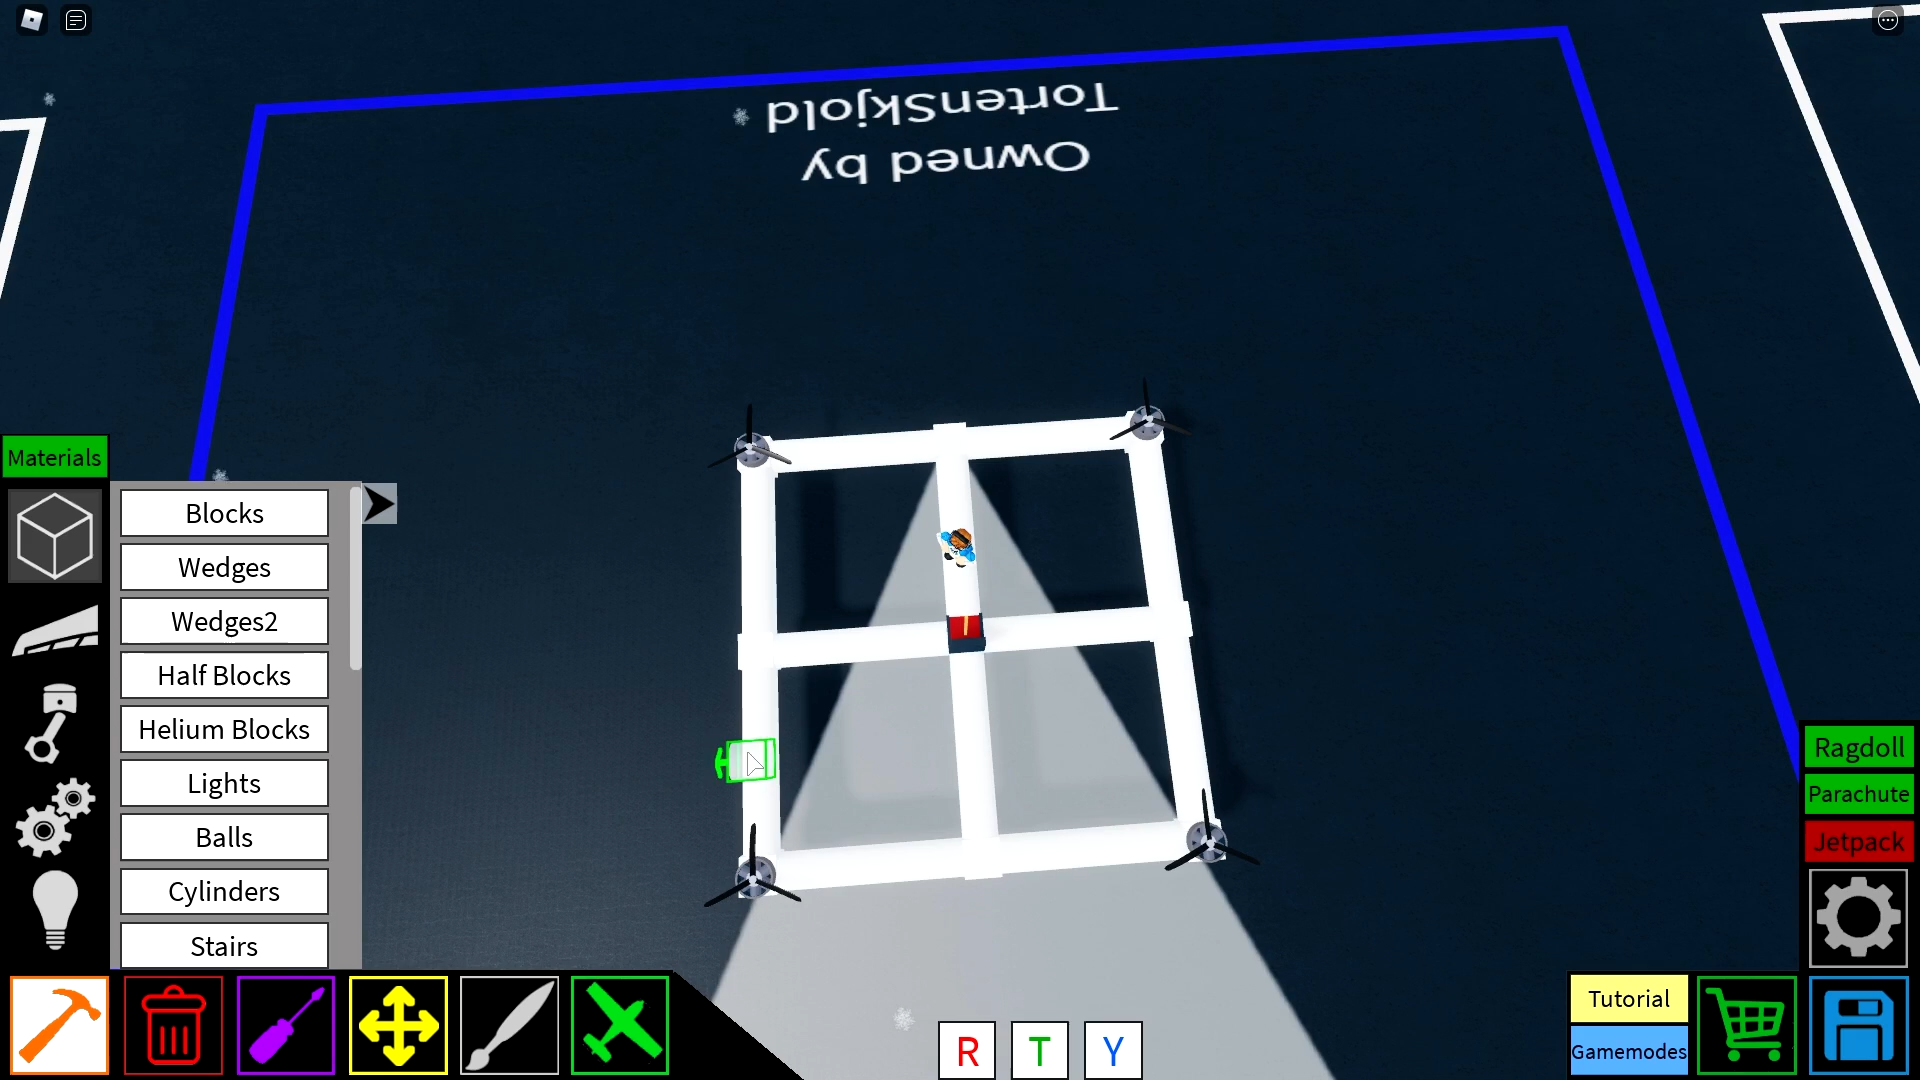 Owned by
TortenSkjold
Materials
Blocks
Wedges
Wedges2
Half Blocks
Helium Blocks
Lights
Balls
Cylinders
Stairs
Ragdoll
Parachute
Jetpack
Tutorial
Gamemodes
R T Y